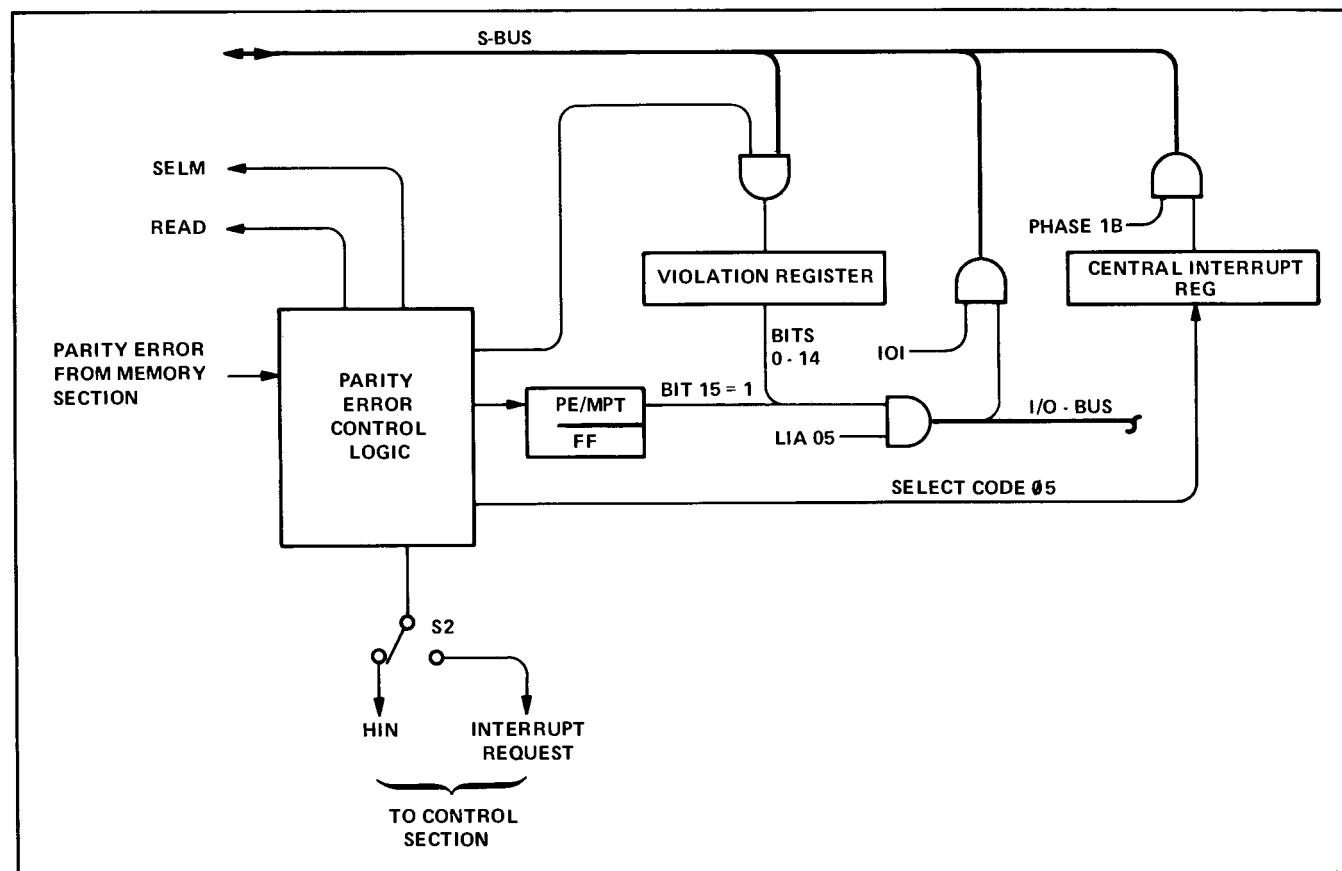 S-BUS
SELM
READ
PHASE 1B
VIOLATION REGISTER
CENTRAL INTERRUPT
REG
PARITY ERROR
FROM MEMORY
SECTION
PARITY
ERROR
CONTROL
LOGIC
BITS
0 - 14
IOI
PE/MPT
FF
BIT 15 = 1
LIA 05
I/O - BUS
SELECT CODE Ø5
S2
HIN
INTERRUPT
REQUEST
TO CONTROL
SECTION